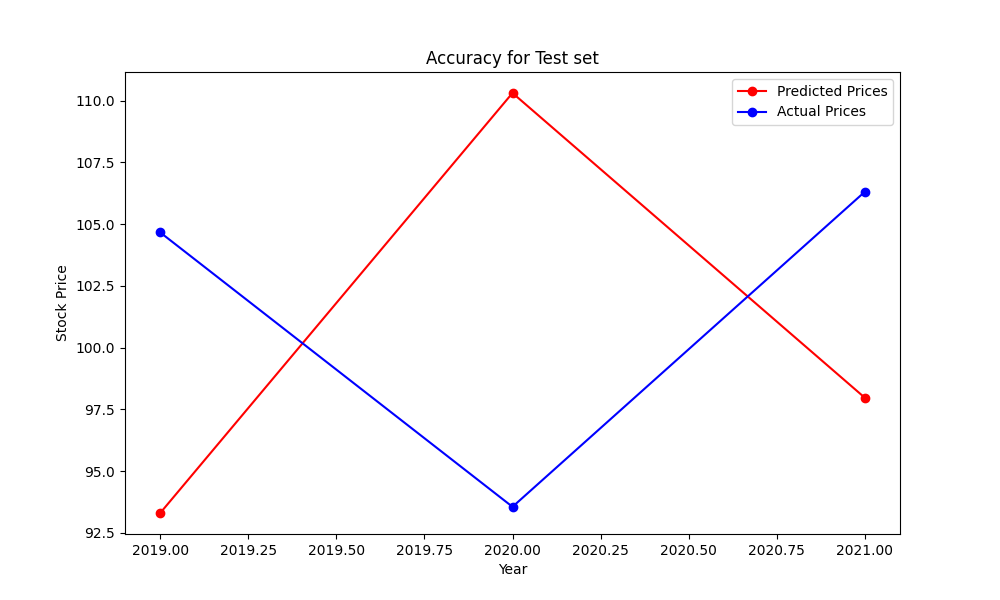 Accuracy for Test set
Predicted Prices
Actual Prices
110.0
107.5
105.0
102.5
100.0
97.5
95.0
92.5
Stock Price
2019.00 2019.25 2019.50 2019.75 2020.00 2020.25 2020.50 2020.75 2021.00
Year